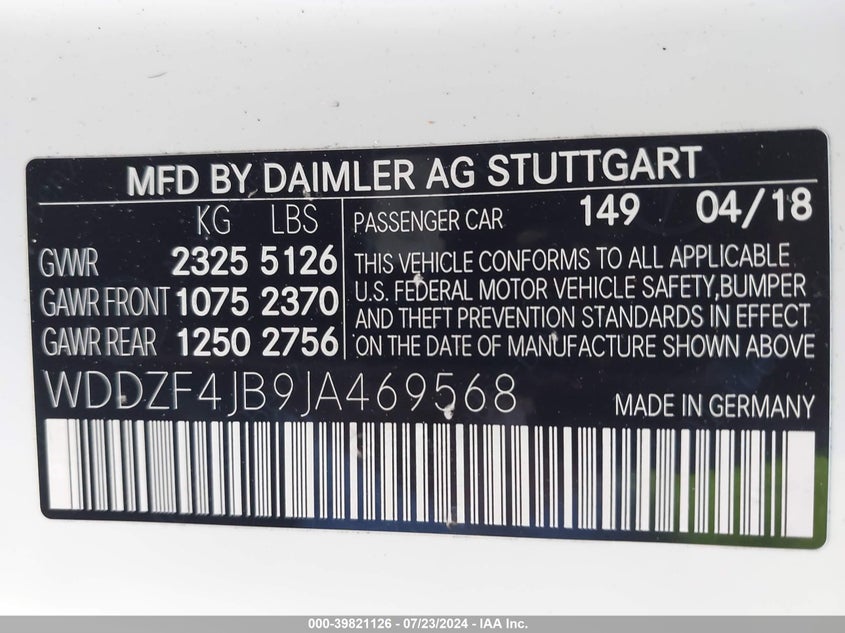 MFD BY DAIMLER AG STUTTGART
KG LBS
GVWR 2325 5126
GAWR FRONT 1075 2370
GAWR REAR 1250 2756
PASSENGER CAR 149 04/18
THIS VEHICLE CONFORMS TO ALL APPLICABLE
U.S. FEDERAL MOTOR VEHICLE SAFETY,BUMPER
AND THEFT PREVENTION STANDARDS IN EFFECT
ON THE DATE OF MANUFACTURE SHOWN ABOVE
WDDZF4JB9JA469568
MADE IN GERMANY
000-39821126 - 07/23/2024 - IAA Inc.